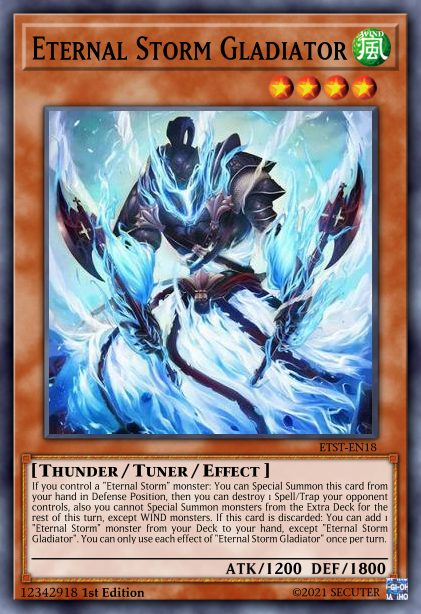 Eternal Storm Gladiator
WIND
風
ETST-EN18
[Thunder / Tuner / Effect ]
If you control a "Eternal Storm" monster: You can Special Summon this card from
your hand in Defense Position, then you can destroy 1 Spell/Trap your opponent
controls, also you cannot Special Summon monsters from the Extra Deck for the
rest of this turn, except WIND monsters. If this card is discarded: You can add 1
"Eternal Storm" monster from your Deck to your hand, except "Eternal Storm
Gladiator". You can only use each effect of "Eternal Storm Gladiator" once per turn.
ATK/1200 DEF/1800
12342918 1st Edition
©2021 SECUTER